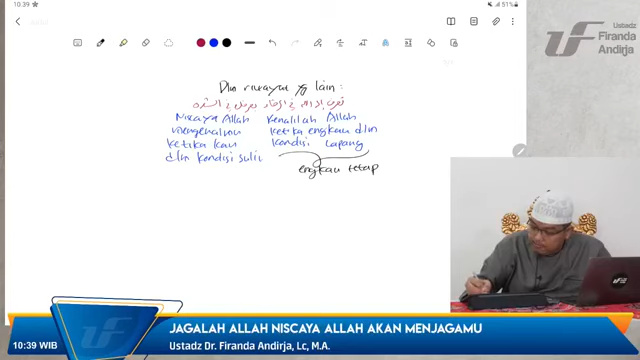 10.39
Ustadz
Firanda
Andirja
Dlm riwayat yg lain :
تعرف إلى الله في الرخاء يعرفك في الشدة
Niscaya Allah Kenalilah Allah
mengenalmu ketika engkau dlm
ketika kau kondisi lapang
dlm kondisi sulit
engkau tetap
JAGALAH ALLAH NISCAYA ALLAH AKAN MENJAGAMU
10:39 WIB Ustadz Dr. Firanda Andirja, Lc, M.A.